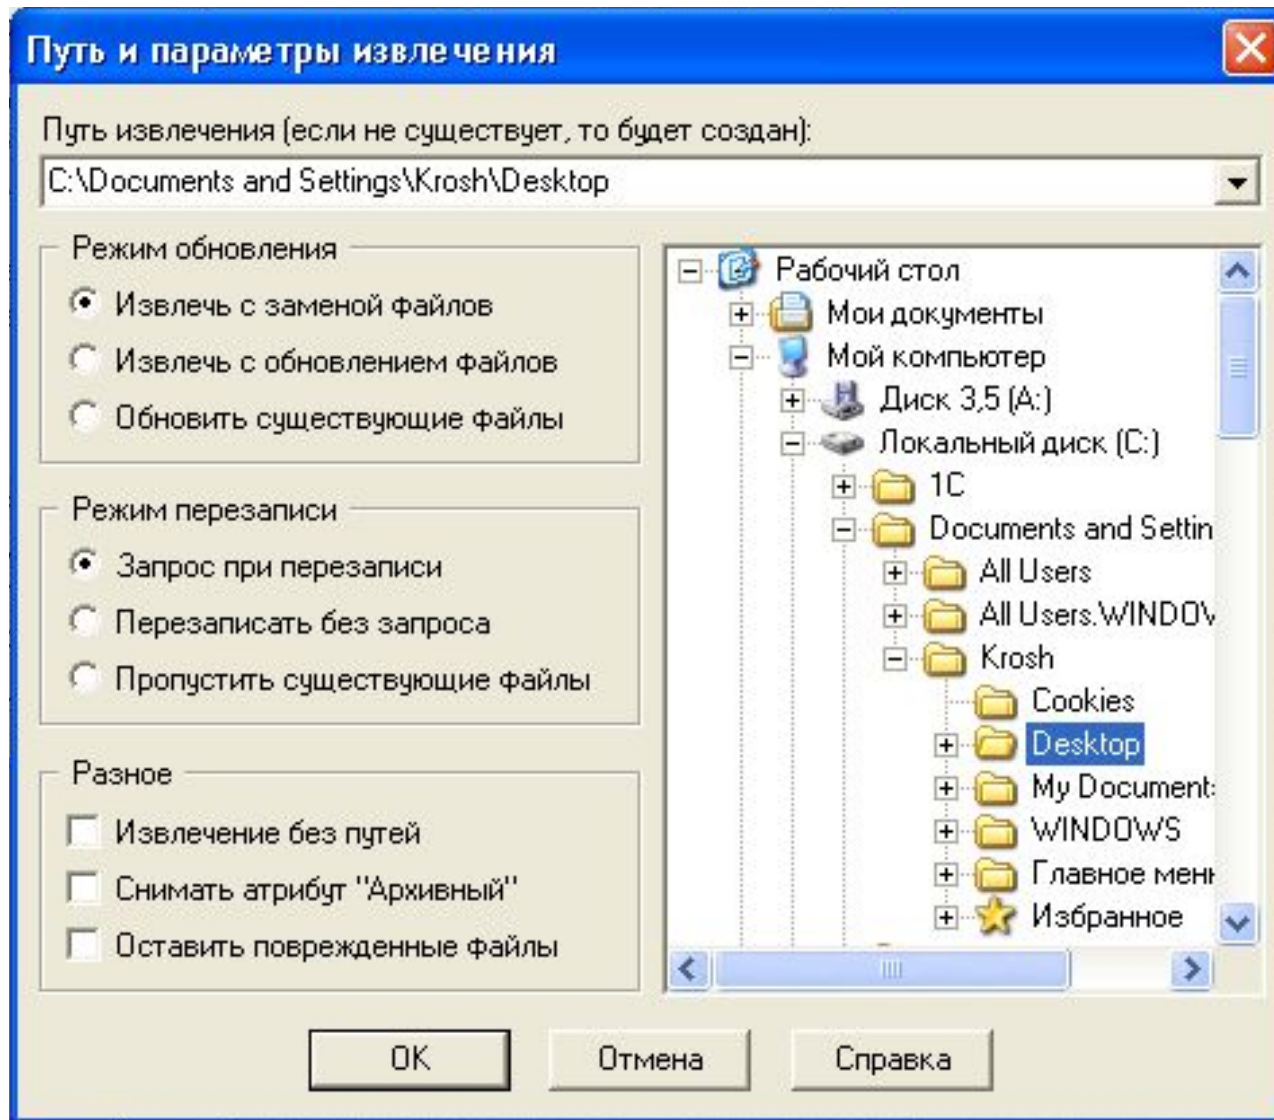 Путь и параметры извлечения
Путь извлечения (если не существует, то будет создан):
C:\Documents and Settings\Krosh\Desktop
Режим обновления
Извлечь с заменой файлов
Извлечь с обновлением файлов
Обновить существующие файлы
Режим перезаписи
Запрос при перезаписи
Перезаписать без запроса
Пропустить существующие файлы
Разное
Извлечение без путей
Снимать атрибут "Архивный"
Оставить поврежденные файлы
Рабочий стол
Мои документы
Мой компьютер
Диск 3,5 (A:)
Локальный диск (C:)
1C
Documents and Settin
All Users
All Users.WINDOW
Krosh
Cookies
Desktop
My Documents
WINDOWS
Главное мен
Избранное
OK
Отмена
Справка